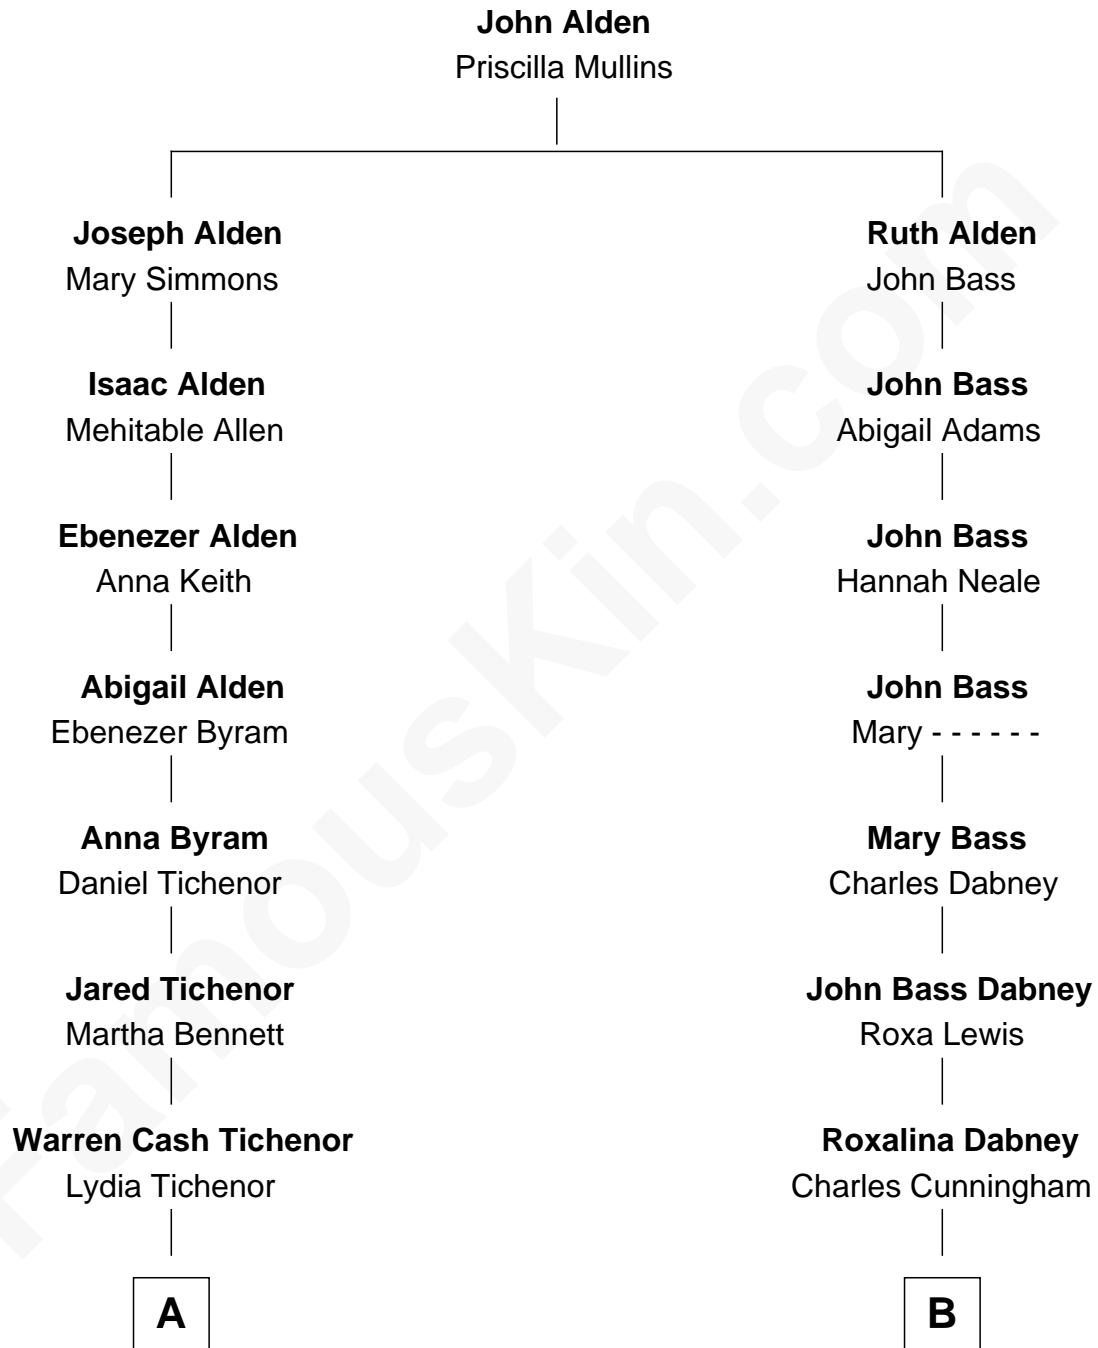 John Alden
Priscilla Mullins
Joseph Alden
Mary Simmons
Isaac Alden
Mehitable Allen
Ebenezer Alden
Anna Keith
Abigail Alden
Ebenezer Byram
Anna Byram
Daniel Tichenor
Jared Tichenor
Martha Bennett
Warren Cash Tichenor
Lydia Tichenor
A
Ruth Alden
John Bass
John Bass
Abigail Adams
John Bass
Hannah Neale
John Bass
Mary - - - - - -
Mary Bass
Charles Dabney
John Bass Dabney
Roxa Lewis
Roxalina Dabney
Charles Cunningham
B
FamousKin.com